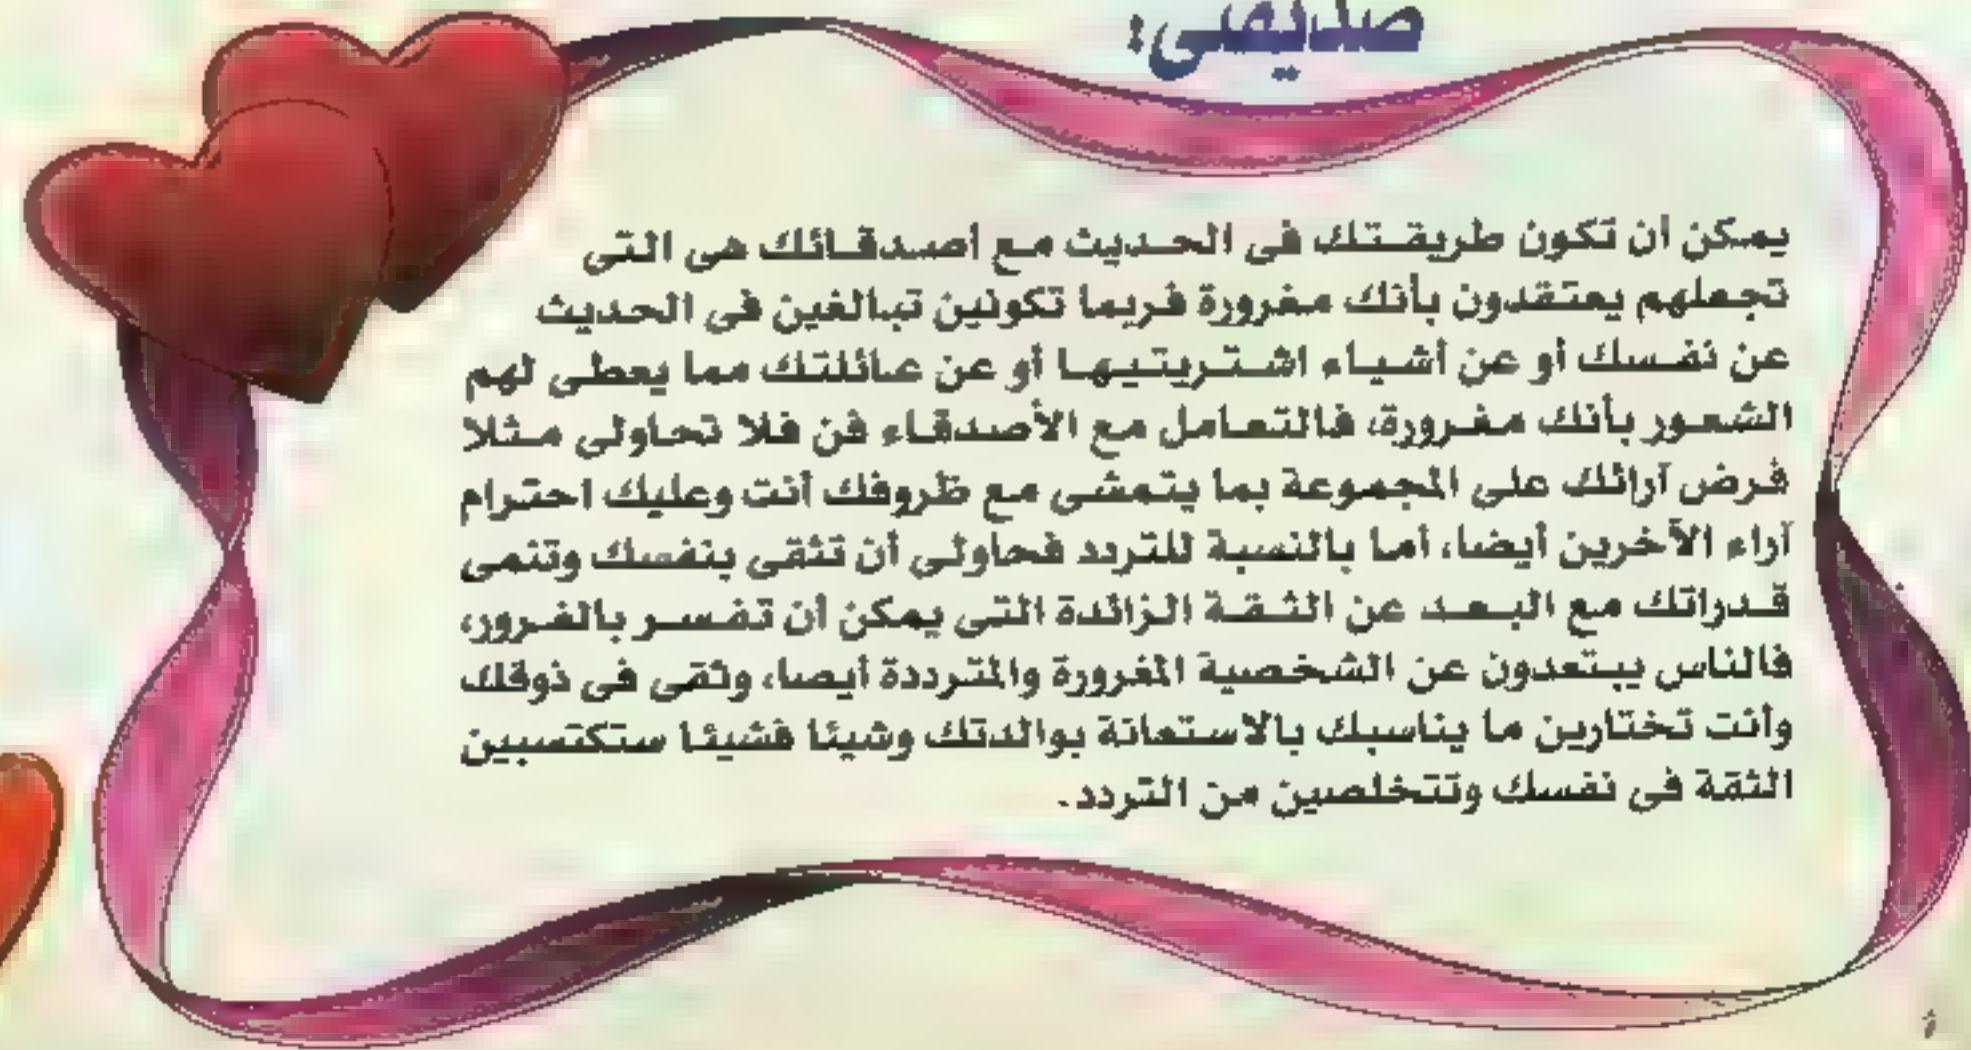 صديقتى:
يمكن أن تكون طريقتك فى الحديث مع أصدقائك هى التى
تجعلهم يعتقدون بأنك مغرورة فربما تكونين تبالغين فى الحديث
عن نفسك أو عن أشياء اشتريتيها أو عن عائلتك مما يعطى لهم
الشعور بأنك مغرورة، فالتعامل مع الأصدقاء فن فلا تحاولى مثلا
فرض آرائك على المجموعة بما يتمشى مع ظروفك أنت وعليك احترام
آراء الآخرين أيضا، أما بالنسبة للتردد فحاولى أن تثقى بنفسك وتنمى
قدراتك مع البعد عن الثقة الزائدة التى يمكن أن تفسر بالغرور،
فالناس يبتعدون عن الشخصية المغرورة والمترددة أيضا، وثقى فى ذوقك
وأنت تختارين ما يناسبك بالاستعانة بوالدتك وشيئا فشيئا ستكتسبين
الثقة فى نفسك وتتخلصين من التردد.